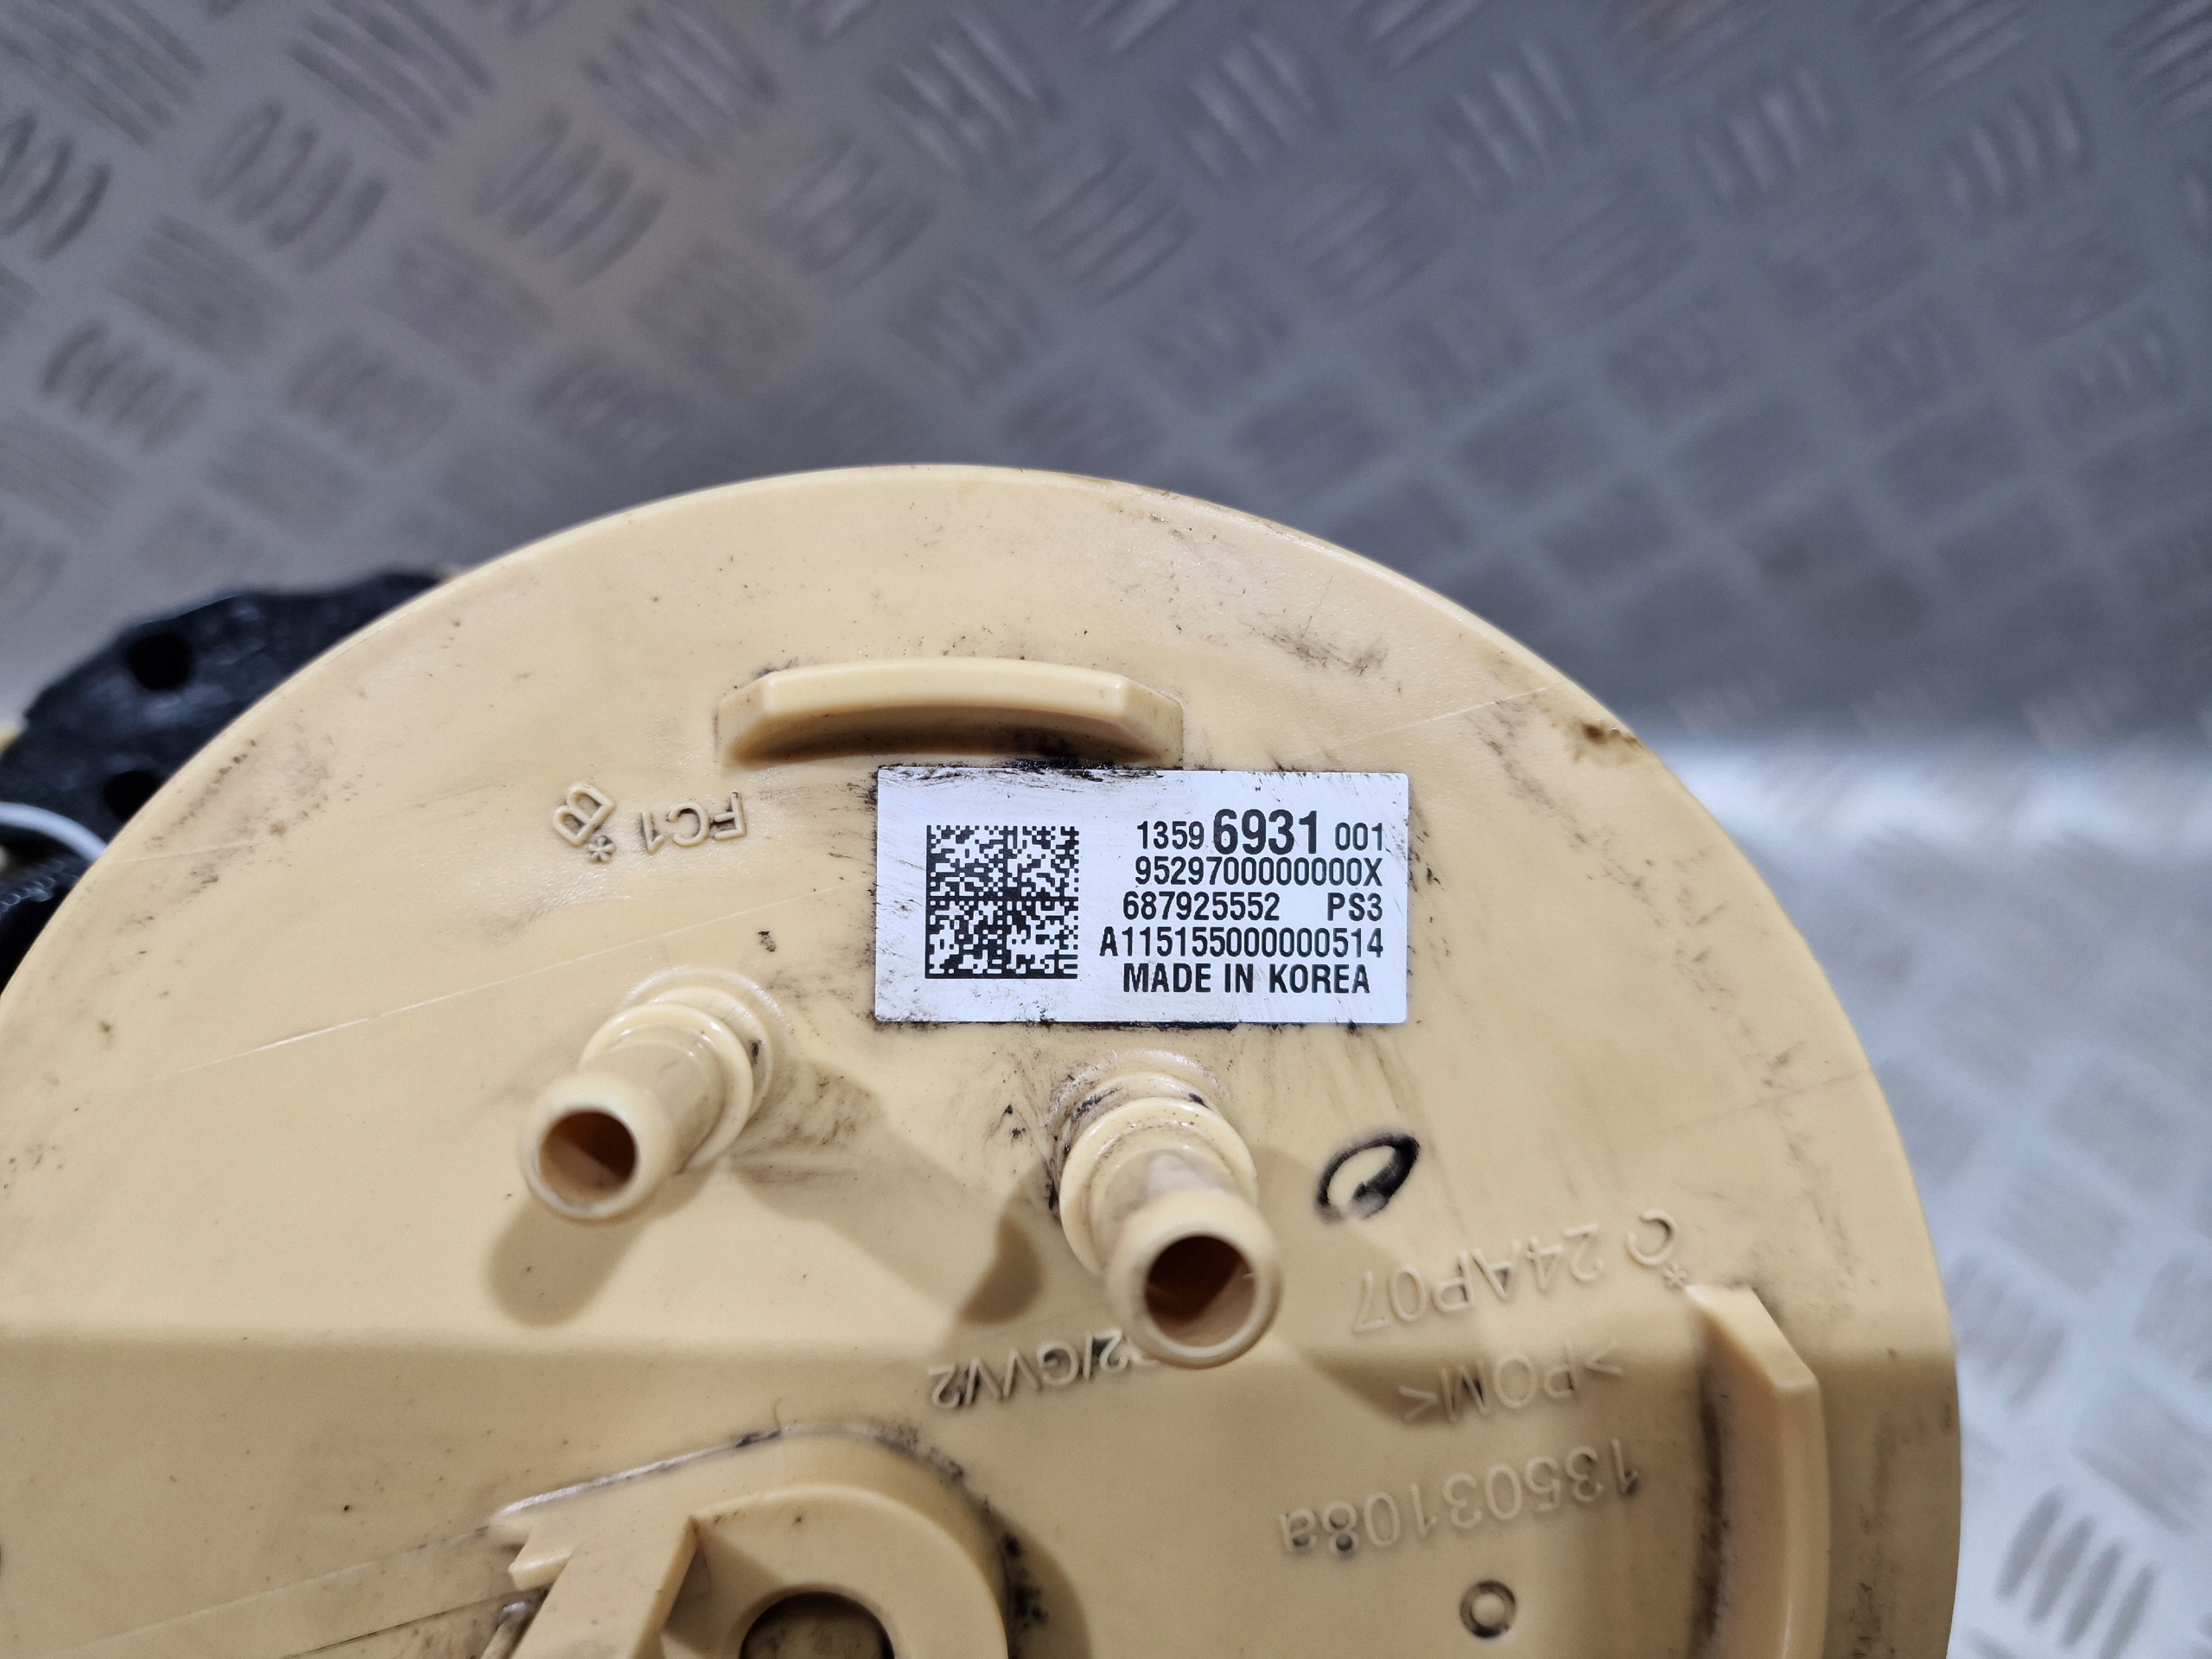 1359 6931 001
9529700000000X
687925552 PS3
A115155000000514
MADE IN KOREA
FC1 *B
*C 24AP07
>POM<
13503108a